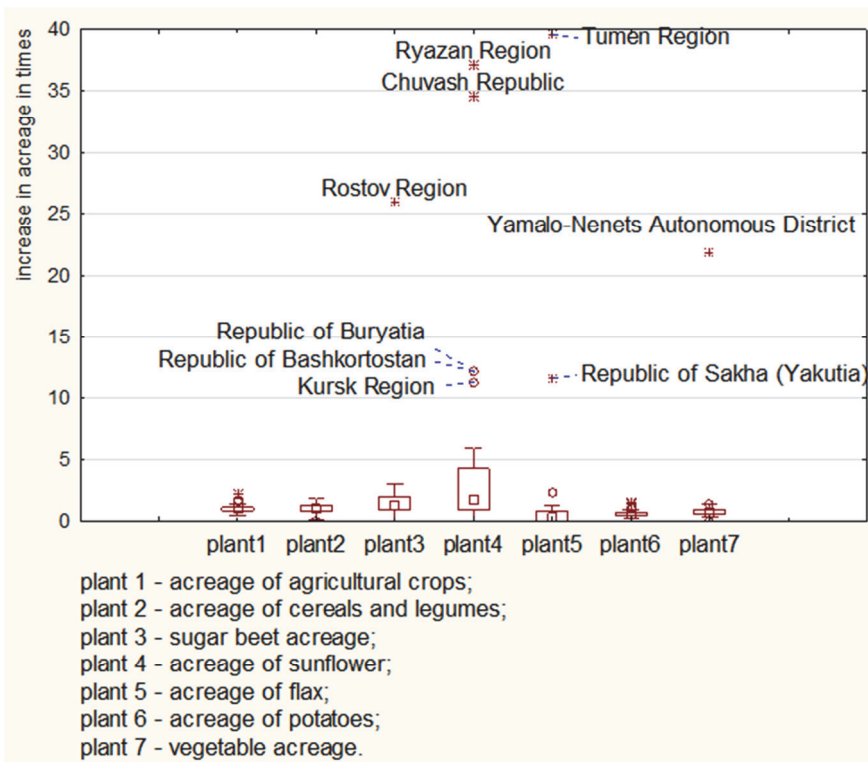 increase in acreage in times
40
35
30
25
20
15
10
5
0
Tumen Region
Ryazan Region
Chuvash Republic
Rostov Region
Yamalo-Nenets Autonomous District
Republic of Buryatia
Republic of Bashkortostan
Kursk Region
Republic of Sakha (Yakutia)
plant1 plant2 plant3 plant4 plant5 plant6 plant7
plant 1 - acreage of agricultural crops;
plant 2 - acreage of cereals and legumes;
plant 3 - sugar beet acreage;
plant 4 - acreage of sunflower;
plant 5 - acreage of flax;
plant 6 - acreage of potatoes;
plant 7 - vegetable acreage.